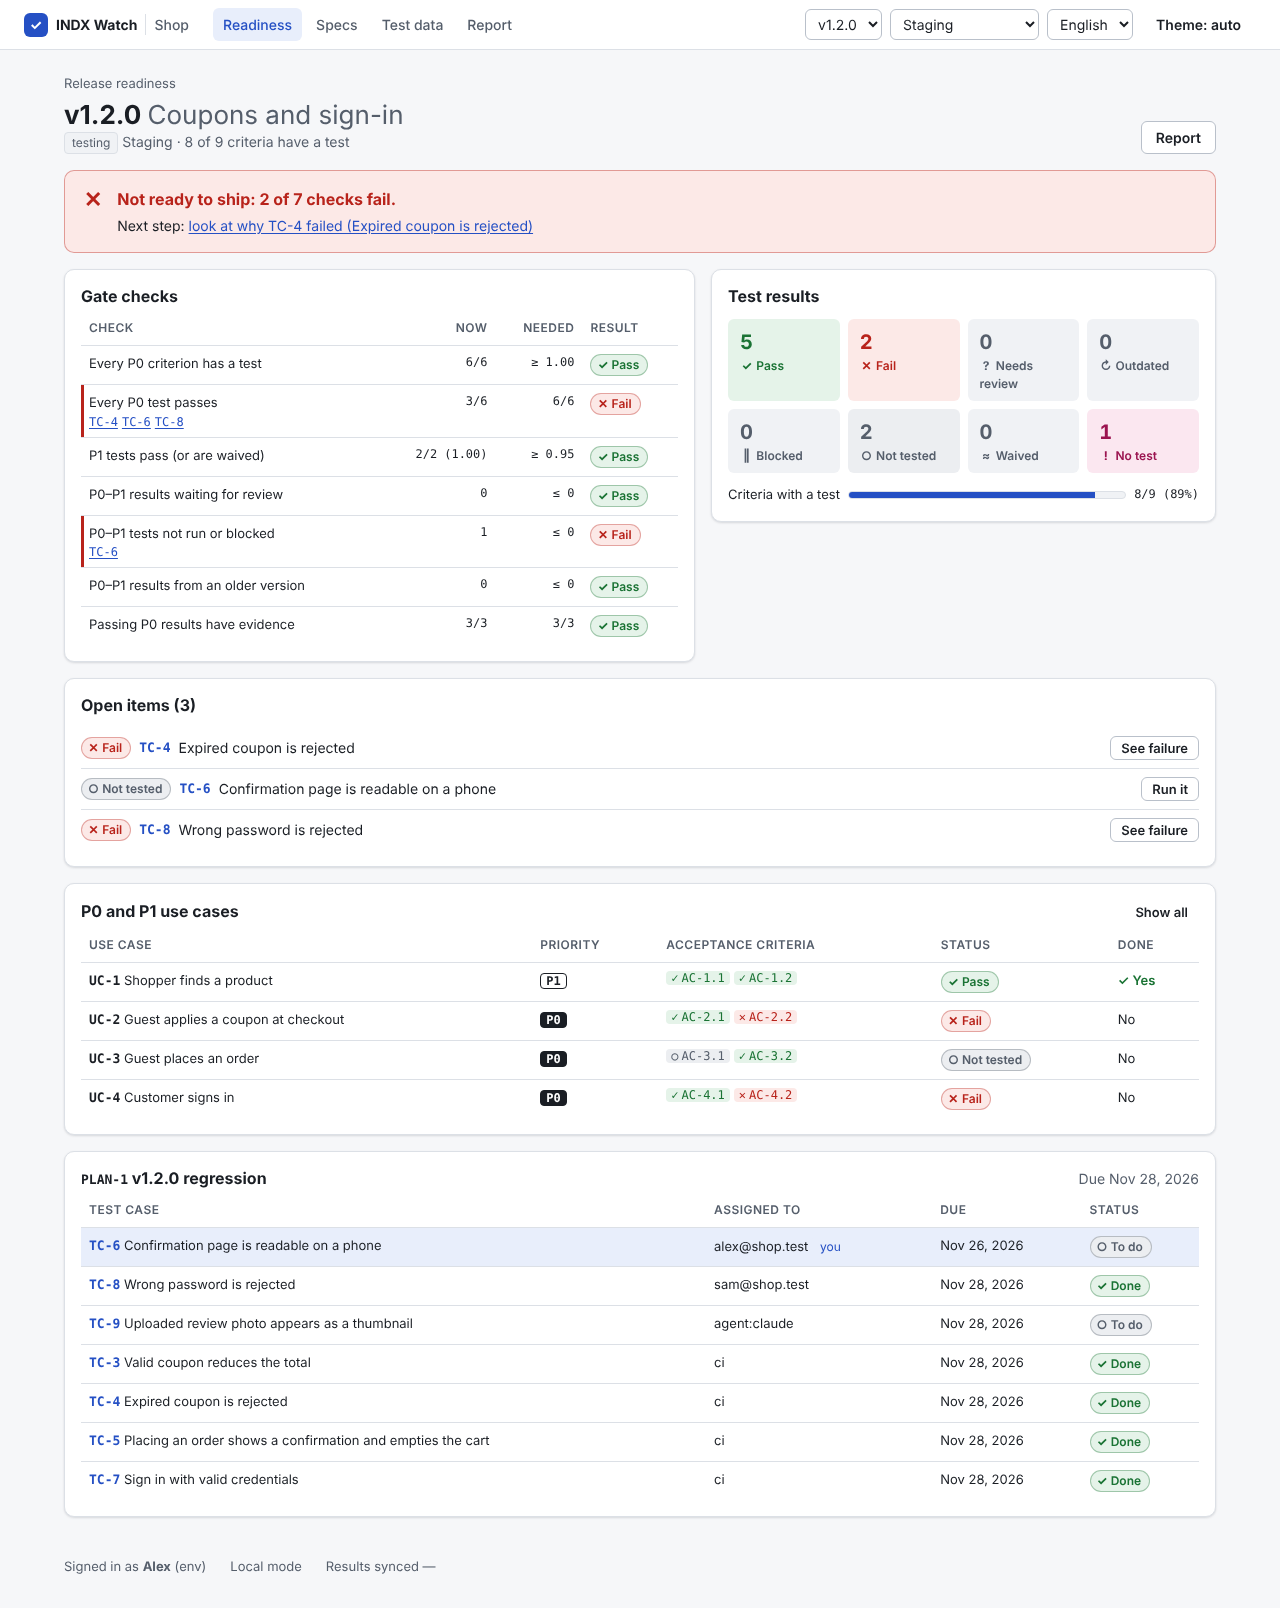 INDX Watch Shop Readiness Specs Test data Report v1.2.0 Staging English Theme: auto
Release readiness
v1.2.0 Coupons and sign-in
testing Staging · 8 of 9 criteria have a test
Report
✕ Not ready to ship: 2 of 7 checks fail.
Next step: look at why TC-4 failed (Expired coupon is rejected)
Gate checks
CHECK NOW NEEDED RESULT
Every P0 criterion has a test 6/6 ≥ 1.00 ✓ Pass
Every P0 test passes 3/6 6/6 ✕ Fail
TC-4 TC-6 TC-8
P1 tests pass (or are waived) 2/2 (1.00) ≥ 0.95 ✓ Pass
P0–P1 results waiting for review 0 ≤ 0 ✓ Pass
P0–P1 tests not run or blocked 1 ≤ 0 ✕ Fail
TC-6
P0–P1 results from an older version 0 ≤ 0 ✓ Pass
Passing P0 results have evidence 3/3 3/3 ✓ Pass
Test results
5 2 0 0
✓ Pass ✕ Fail ? Needs review ↻ Outdated
0 2 0 1
‖ Blocked ○ Not tested ≈ Waived ! No test
Criteria with a test 8/9 (89%)
Open items (3)
✕ Fail TC-4 Expired coupon is rejected See failure
○ Not tested TC-6 Confirmation page is readable on a phone Run it
✕ Fail TC-8 Wrong password is rejected See failure
P0 and P1 use cases Show all
USE CASE PRIORITY ACCEPTANCE CRITERIA STATUS DONE
UC-1 Shopper finds a product P1 ✓ AC-1.1 ✓ AC-1.2 ✓ Pass ✓ Yes
UC-2 Guest applies a coupon at checkout P0 ✓ AC-2.1 ✕ AC-2.2 ✕ Fail No
UC-3 Guest places an order P0 ○ AC-3.1 ✓ AC-3.2 ○ Not tested No
UC-4 Customer signs in P0 ✓ AC-4.1 ✕ AC-4.2 ✕ Fail No
PLAN-1 v1.2.0 regression Due Nov 28, 2026
TEST CASE ASSIGNED TO DUE STATUS
TC-6 Confirmation page is readable on a phone alex@shop.test you Nov 26, 2026 ○ To do
TC-8 Wrong password is rejected sam@shop.test Nov 28, 2026 ✓ Done
TC-9 Uploaded review photo appears as a thumbnail agent:claude Nov 28, 2026 ○ To do
TC-3 Valid coupon reduces the total ci Nov 28, 2026 ✓ Done
TC-4 Expired coupon is rejected ci Nov 28, 2026 ✓ Done
TC-5 Placing an order shows a confirmation and empties the cart ci Nov 28, 2026 ✓ Done
TC-7 Sign in with valid credentials ci Nov 28, 2026 ✓ Done
Signed in as Alex (env) Local mode Results synced —